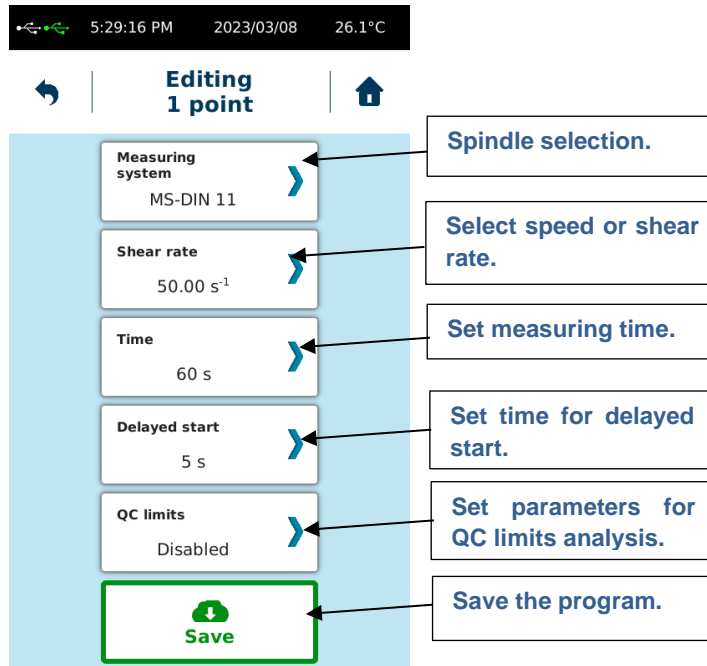 5:29:16 PM 2023/03/08 26.1°C
Editing
1 point
Measuring
system
MS-DIN 11
Spindle selection.
Shear rate
50.00 s⁻¹
Select speed or shear
rate.
Time
60 s
Set measuring time.
Delayed start
5 s
Set time for delayed
start.
QC limits
Disabled
Set parameters for
QC limits analysis.
Save
Save the program.